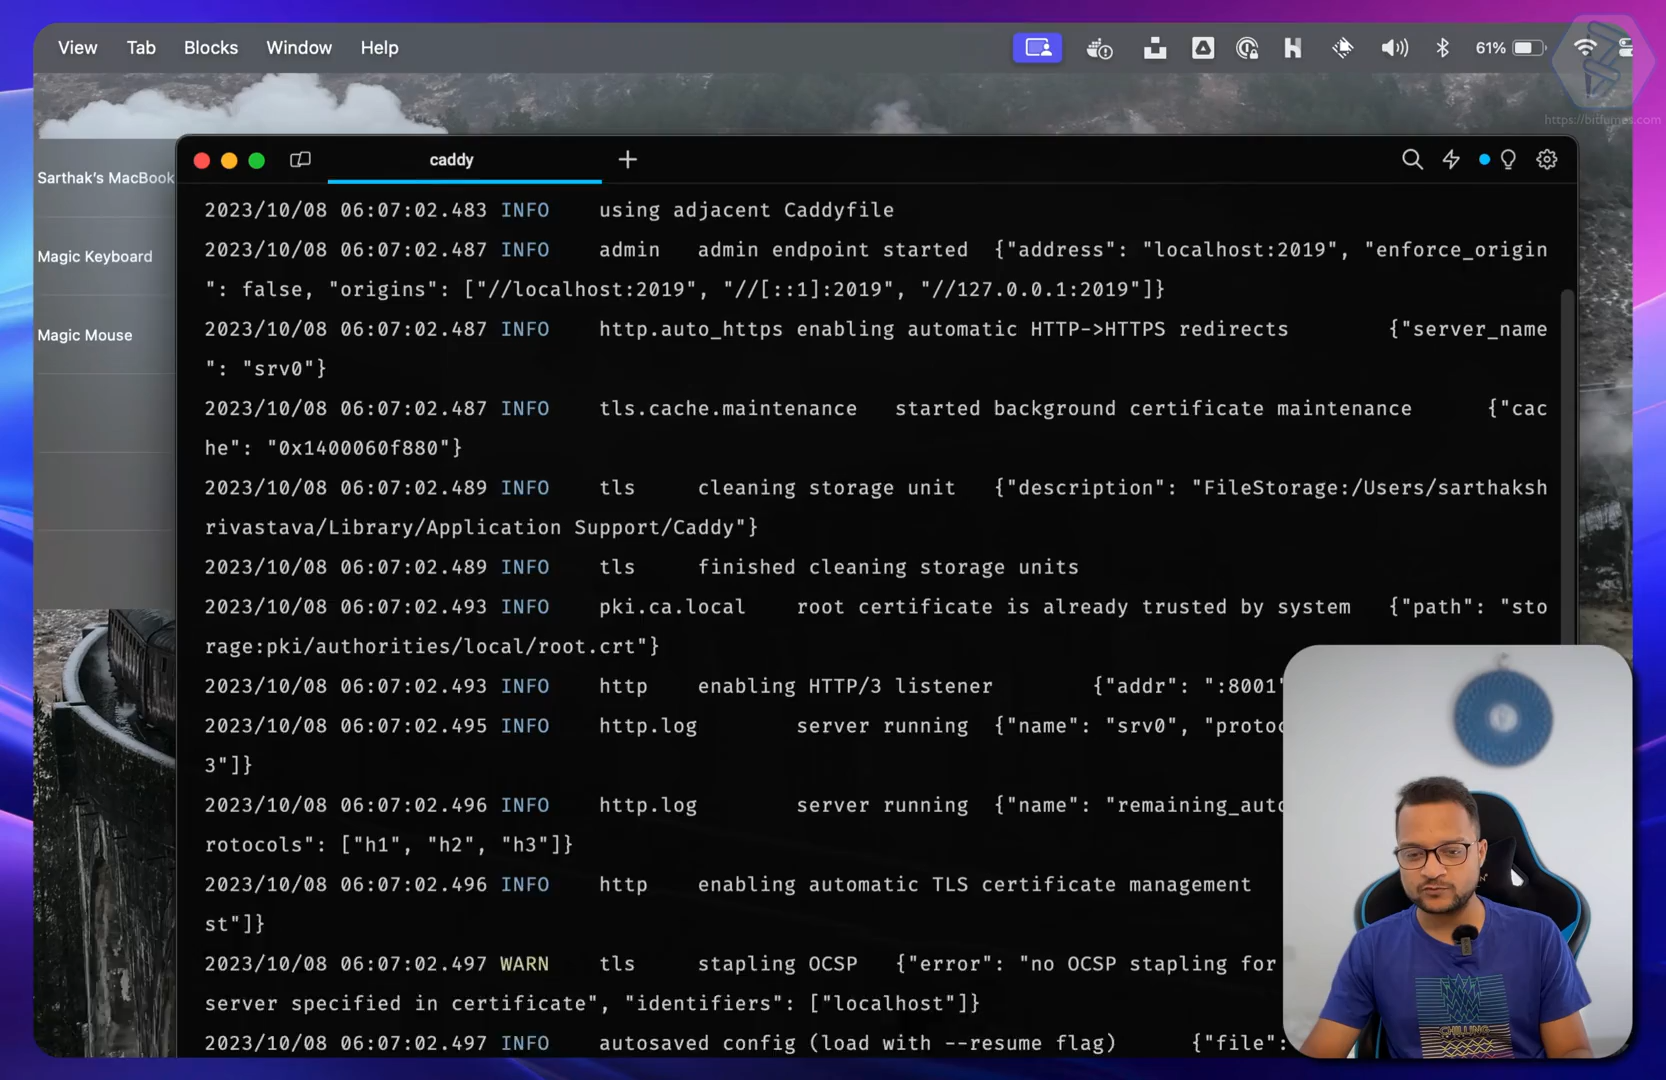 View Tab Blocks Window Help 61%
https://bitfumes.com
Sarthak's MacBook
Magic Keyboard
Magic Mouse
caddy
2023/10/08 06:07:02.483 INFO using adjacent Caddyfile
2023/10/08 06:07:02.487 INFO admin admin endpoint started {"address": "localhost:2019", "enforce_origin
": false, "origins": ["//localhost:2019", "//[::1]:2019", "//127.0.0.1:2019"]}
2023/10/08 06:07:02.487 INFO http.auto_https enabling automatic HTTP->HTTPS redirects {"server_name
": "srv0"}
2023/10/08 06:07:02.487 INFO tls.cache.maintenance started background certificate maintenance {"cac
he": "0x1400060f880"}
2023/10/08 06:07:02.489 INFO tls cleaning storage unit {"description": "FileStorage:/Users/sarthaksh
rivastava/Library/Application Support/Caddy"}
2023/10/08 06:07:02.489 INFO tls finished cleaning storage units
2023/10/08 06:07:02.493 INFO pki.ca.local root certificate is already trusted by system {"path": "sto
rage:pki/authorities/local/root.crt"}
2023/10/08 06:07:02.493 INFO http enabling HTTP/3 listener {"addr": ":8001"
2023/10/08 06:07:02.495 INFO http.log server running {"name": "srv0", "protoc
3"]}
2023/10/08 06:07:02.496 INFO http.log server running {"name": "remaining_auto
rotocols": ["h1", "h2", "h3"]}
2023/10/08 06:07:02.496 INFO http enabling automatic TLS certificate management
st"]}
2023/10/08 06:07:02.497 WARN tls stapling OCSP {"error": "no OCSP stapling for
server specified in certificate", "identifiers": ["localhost"]}
2023/10/08 06:07:02.497 INFO autosaved config (load with --resume flag) {"file":
CHILLING